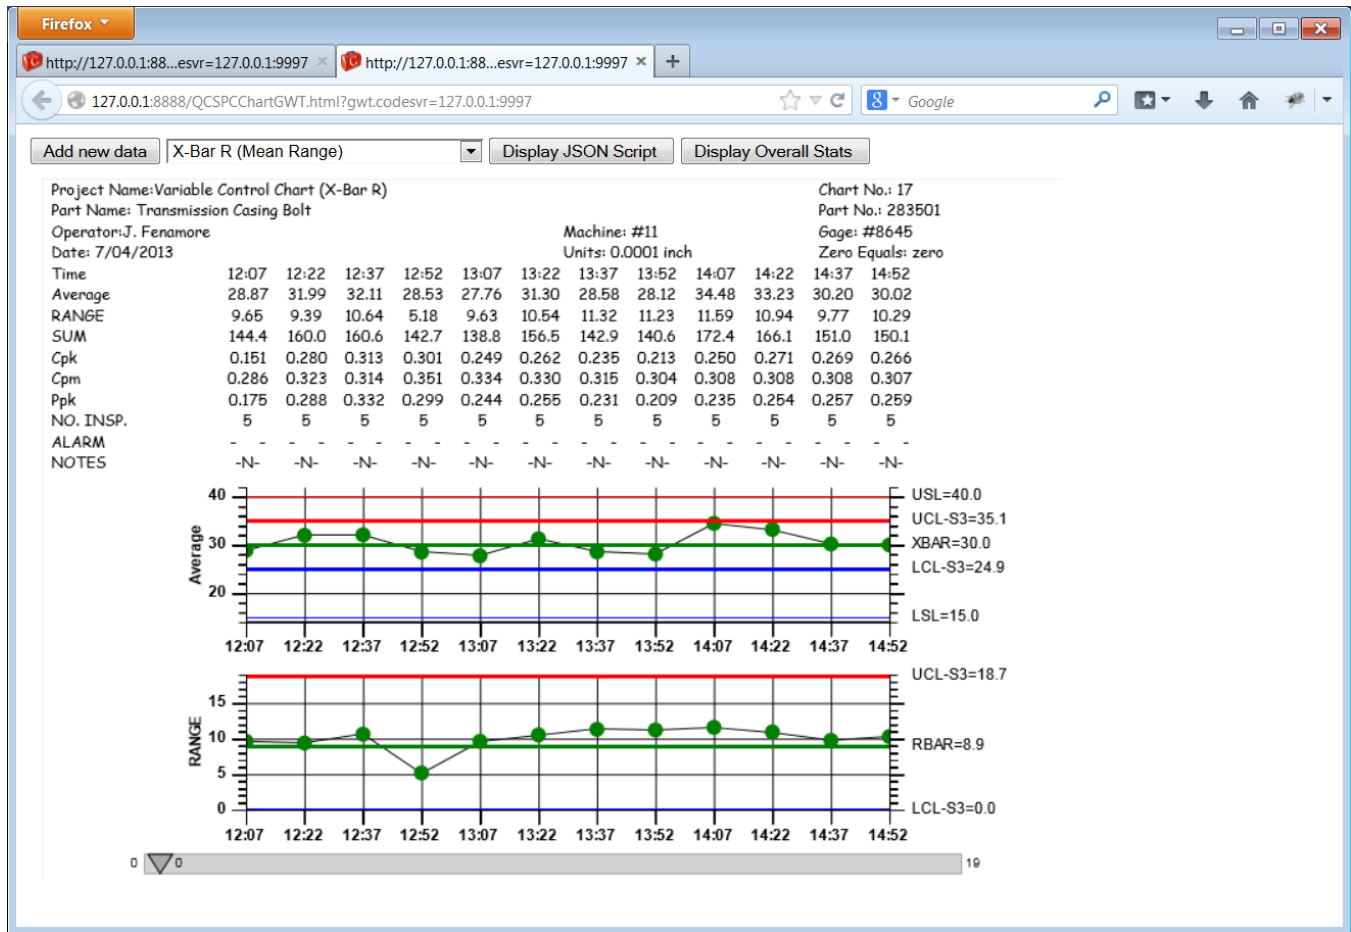 Firefox
http://127.0.0.1:88...esvr=127.0.0.1:9997 http://127.0.0.1:88...esvr=127.0.0.1:9997
127.0.0.1:8888/QCSPCChartGWT.html?gwt.codesvr=127.0.0.1:9997 Google
Add new data X-Bar R (Mean Range) Display JSON Script Display Overall Stats
Project Name:Variable Control Chart (X-Bar R) Chart No.: 17
Part Name: Transmission Casing Bolt Part No.: 283501
Operator:J. Fenamore Machine: #11 Gage: #8645
Date: 7/04/2013 Units: 0.0001 inch Zero Equals: zero
Time 12:07 12:22 12:37 12:52 13:07 13:22 13:37 13:52 14:07 14:22 14:37 14:52
Average 28.87 31.99 32.11 28.53 27.76 31.30 28.58 28.12 34.48 33.23 30.20 30.02
RANGE 9.65 9.39 10.64 5.18 9.63 10.54 11.32 11.23 11.59 10.94 9.77 10.29
SUM 144.4 160.0 160.6 142.7 138.8 156.5 142.9 140.6 172.4 166.1 151.0 150.1
Cpk 0.151 0.280 0.313 0.301 0.249 0.262 0.235 0.213 0.250 0.271 0.269 0.266
Cpm 0.286 0.323 0.314 0.351 0.334 0.330 0.315 0.304 0.308 0.308 0.308 0.307
Ppk 0.175 0.288 0.332 0.299 0.244 0.255 0.231 0.209 0.235 0.254 0.257 0.259
NO. INSP. 5 5 5 5 5 5 5 5 5 5 5 5
ALARM - - - - - - - - - - - - - - - - - - - - - - - -
NOTES -N- -N- -N- -N- -N- -N- -N- -N- -N- -N- -N- -N-
40 USL=40.0
UCL-S3=35.1
Average
30 XBAR=30.0
LCL-S3=24.9
20
LSL=15.0
12:07 12:22 12:37 12:52 13:07 13:22 13:37 13:52 14:07 14:22 14:37 14:52
UCL-S3=18.7
15
RANGE
10 RBAR=8.9
5
0 LCL-S3=0.0
12:07 12:22 12:37 12:52 13:07 13:22 13:37 13:52 14:07 14:22 14:37 14:52
0 0 19